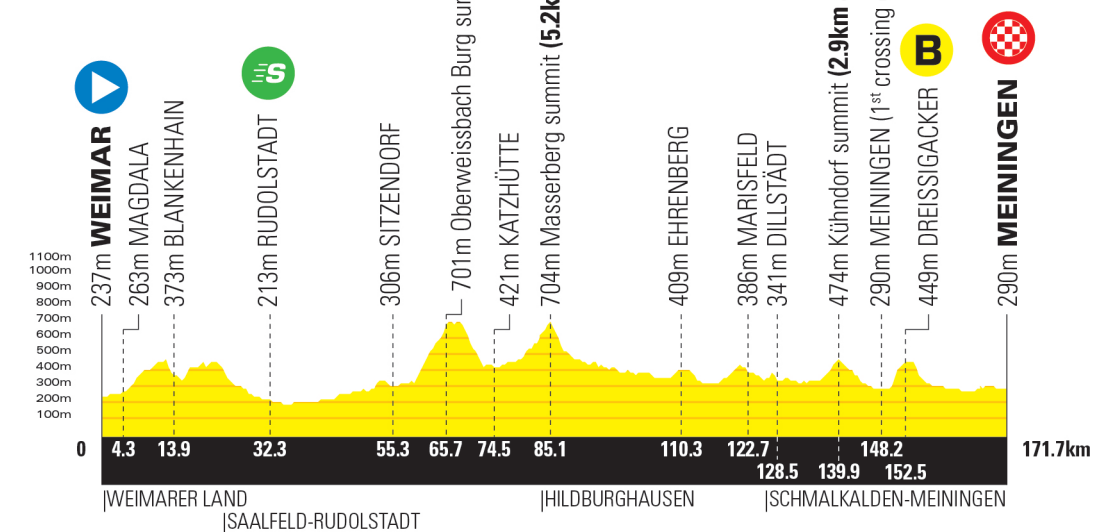 S
B
237m WEIMAR
263m MAGDALA
373m BLANKENHAIN
213m RUDOLSTADT
306m SITZENDORF
701m Oberweissbach Burg
421m KATZHÜTTE
704m Masserberg summit (5.2k
409m EHRENBERG
386m MARISFELD
341m DILLSTÄDT
474m Kühndorf summit (2.9km
290m MEININGEN (1st crossing
449m DREISSIGACKER
290m MEININGEN
1100m
1000m
900m
800m
700m
600m
500m
400m
300m
200m
100m
0 4.3 13.9 32.3 55.3 65.7 74.5 85.1 110.3 122.7 148.2 171.7km
128.5 139.9 152.5
|WEIMARER LAND |HILDBURGHAUSEN |SCHMALKALDEN-MEININGEN
|SAALFELD-RUDOLSTADT